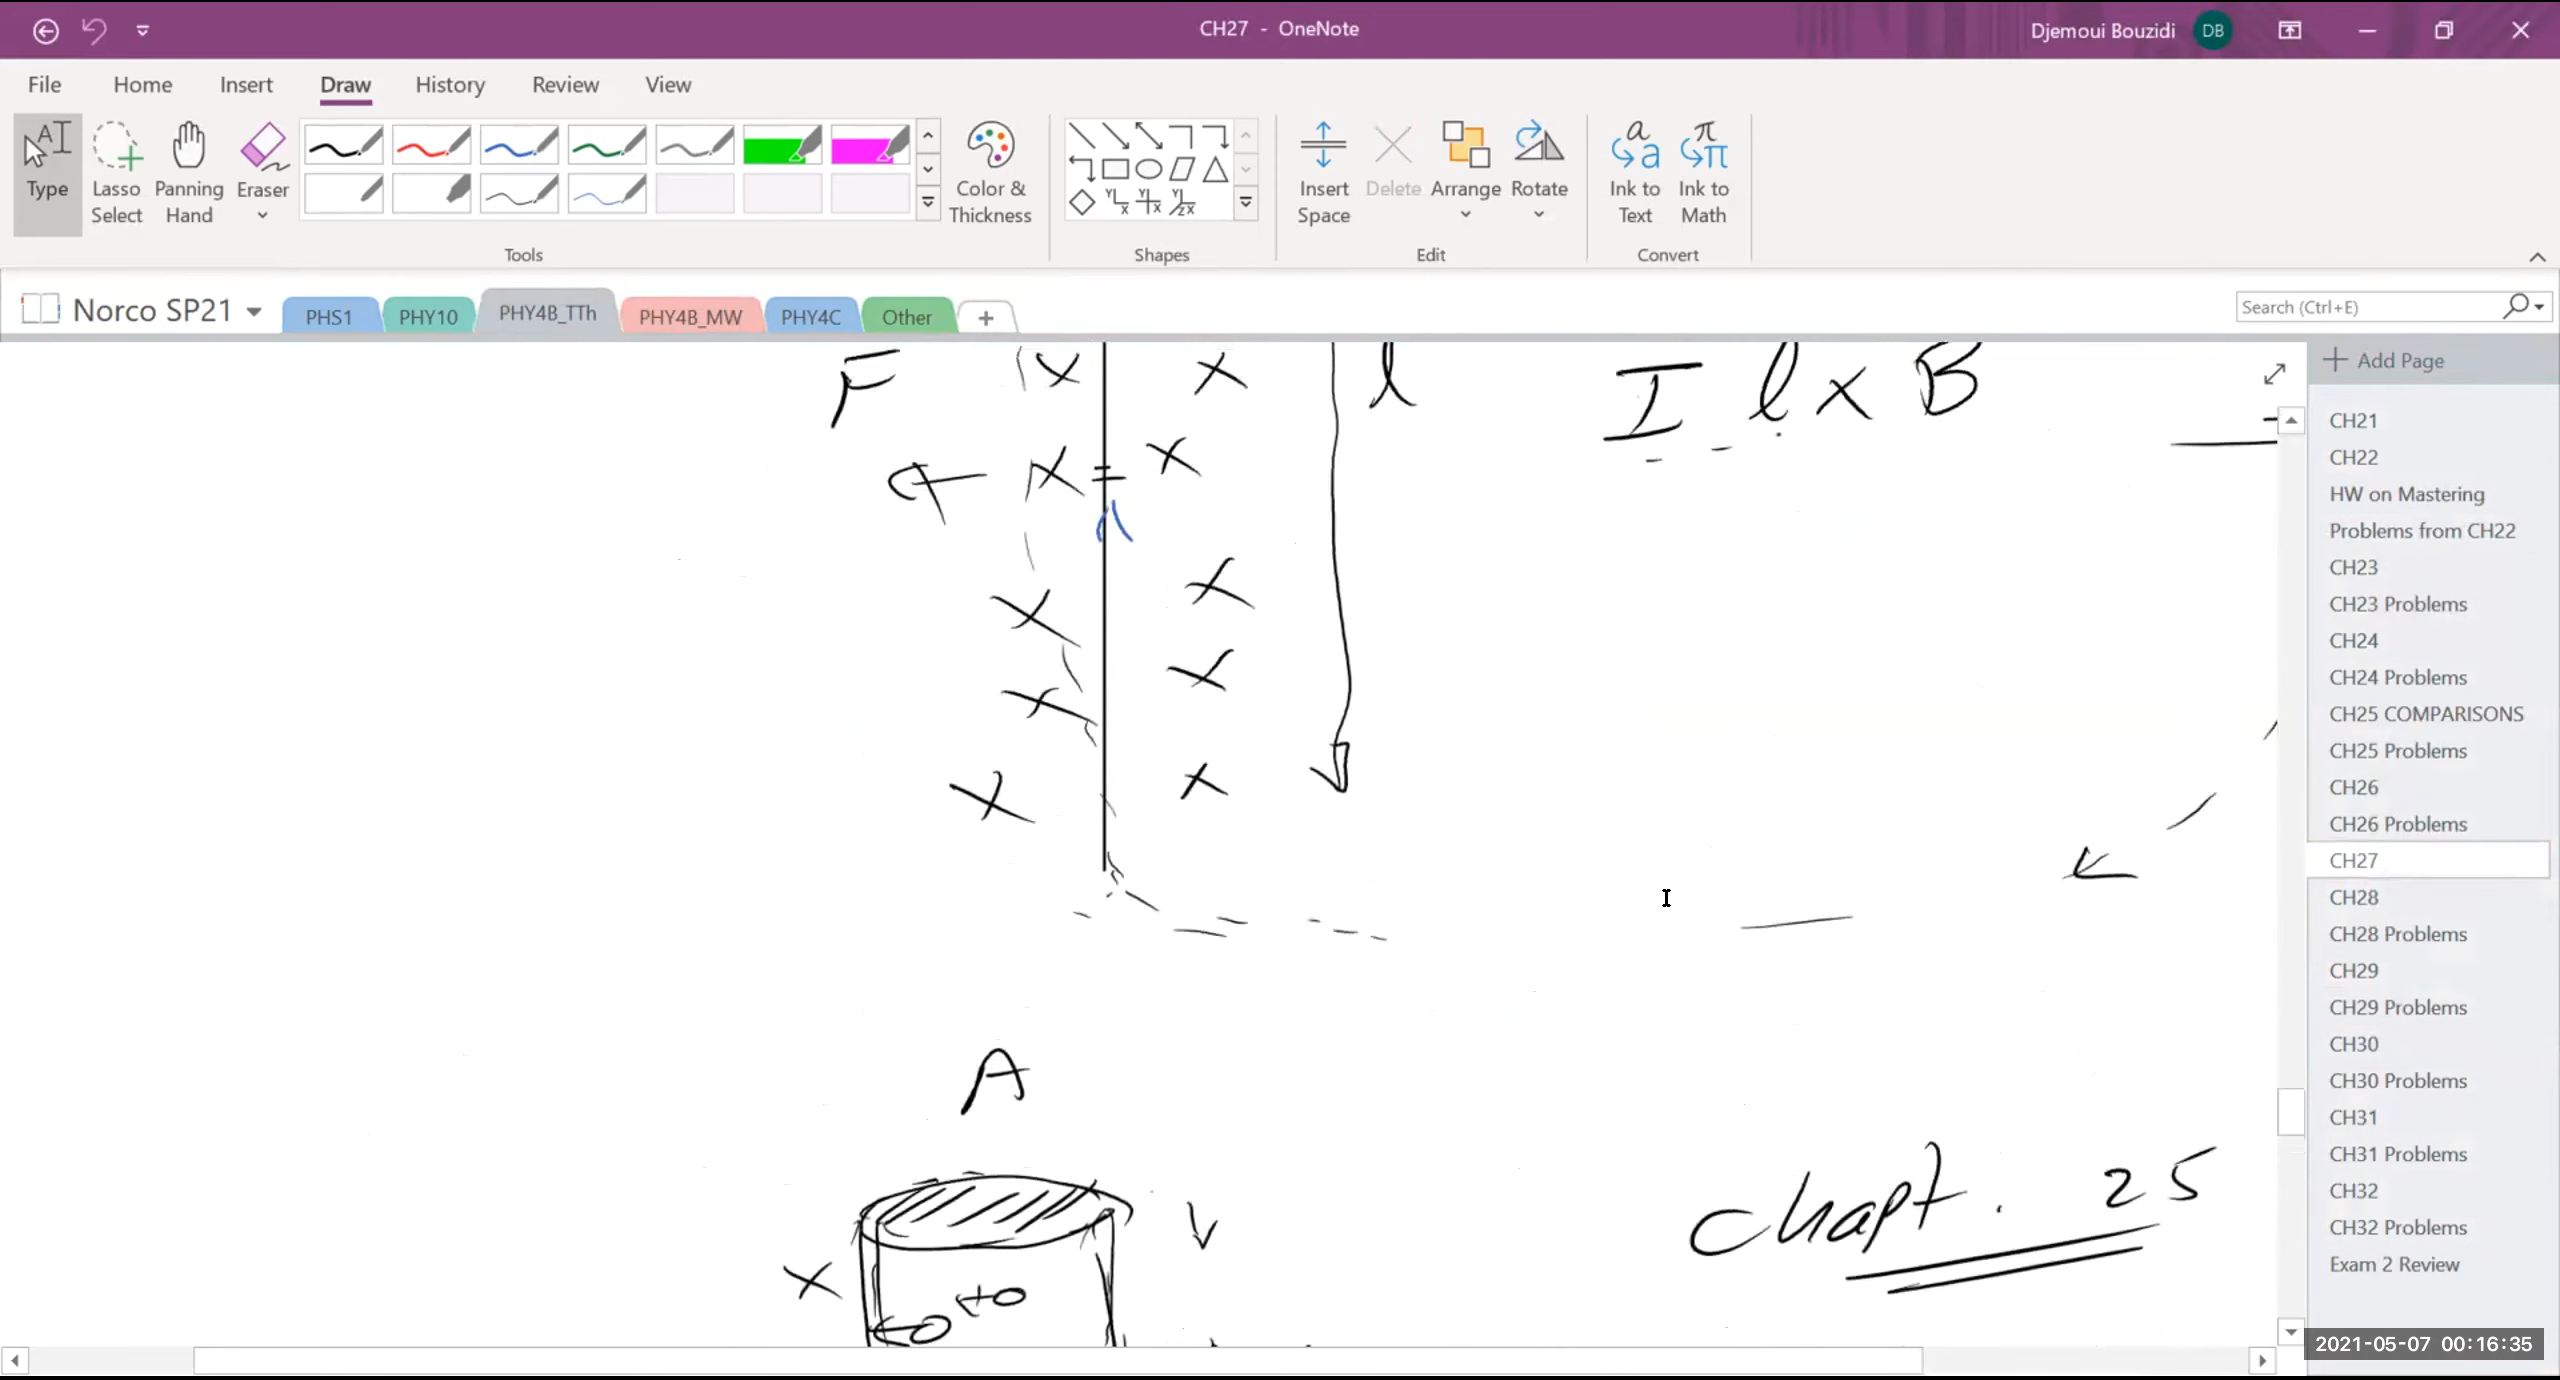 CH27 - OneNote
Djemoui Bouzidi
DB
File Home Insert Draw History Review View
Type
Lasso Select
Panning Hand
Eraser
Color & Thickness
Insert Space
Delete
Arrange
Rotate
Ink to Text
Ink to Math
Tools
Shapes
Edit
Convert
Norco SP21
PHS1
PHY10
PHY4B_TTh
PHY4B_MW
PHY4C
Other
Search (Ctrl+E)
Add Page
CH21
CH22
HW on Mastering
Problems from CH22
CH23
CH23 Problems
CH24
CH24 Problems
CH25 COMPARISONS
CH25 Problems
CH26
CH26 Problems
CH27
CH28
CH28 Problems
CH29
CH29 Problems
CH30
CH30 Problems
CH31
CH31 Problems
CH32
CH32 Problems
Exam 2 Review
F x x l I l x B
x x
x x
x x
x x
A
Chapt. 25
x
2021-05-07 00:16:35